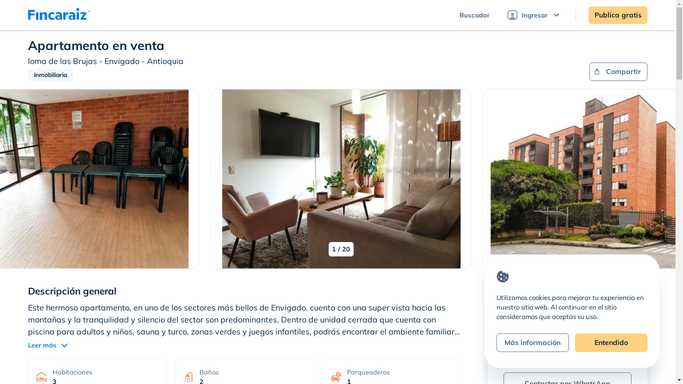 Fincaraiz
Buscador
Ingresar
Publica gratis
Apartamento en venta
loma de las Brujas - Envigado - Antioquia
Inmobiliaria
Compartir
1 / 20
Descripción general
Este hermoso apartamento, en uno de los sectores más bellos de Envigado, cuenta con una super vista hacia las
montañas y la tranquilidad y silencio del sector son predominantes. Dentro de unidad cerrada que cuenta con
piscina para adultos y niños, sauna y turco, zonas verdes y juegos infantiles, podrás encontrar el ambiente familiar...
Leer más
Habitaciones
3
Baños
2
Parqueaderos
1
Utilizamos cookies para mejorar tu experiencia en
nuestro sitio web. Al continuar en el sitio
consideramos que aceptas su uso.
Más información
Entendido
Contactar por WhatsApp